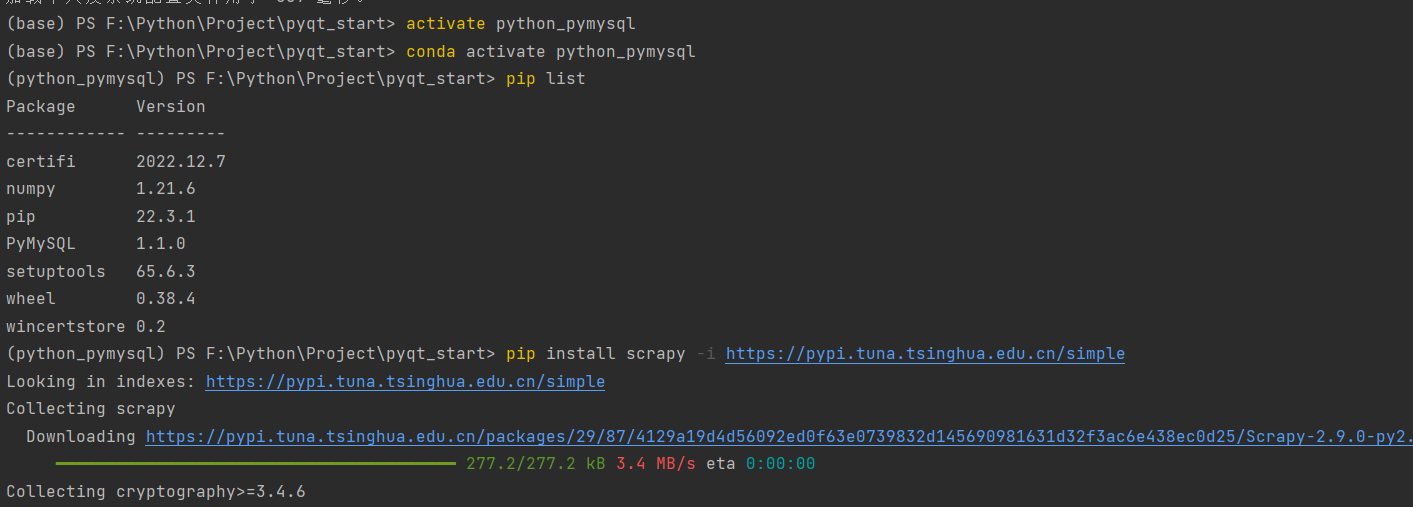 (base) PS F:\Python\Project\pyqt_start> activate python_pymysql
(base) PS F:\Python\Project\pyqt_start> conda activate python_pymysql
(python_pymysql) PS F:\Python\Project\pyqt_start> pip list
Package      Version
------------ ---------
certifi      2022.12.7
numpy        1.21.6
pip          22.3.1
PyMySQL      1.1.0
setuptools   65.6.3
wheel        0.38.4
wincertstore 0.2
(python_pymysql) PS F:\Python\Project\pyqt_start> pip install scrapy -i https://pypi.tuna.tsinghua.edu.cn/simple
Looking in indexes: https://pypi.tuna.tsinghua.edu.cn/simple
Collecting scrapy
  Downloading https://pypi.tuna.tsinghua.edu.cn/packages/29/87/4129a19d4d56092ed0f63e0739832d145690981631d32f3ac6e438ec0d25/Scrapy-2.9.0-py2.
277.2/277.2 kB 3.4 MB/s eta 0:00:00
Collecting cryptography>=3.4.6